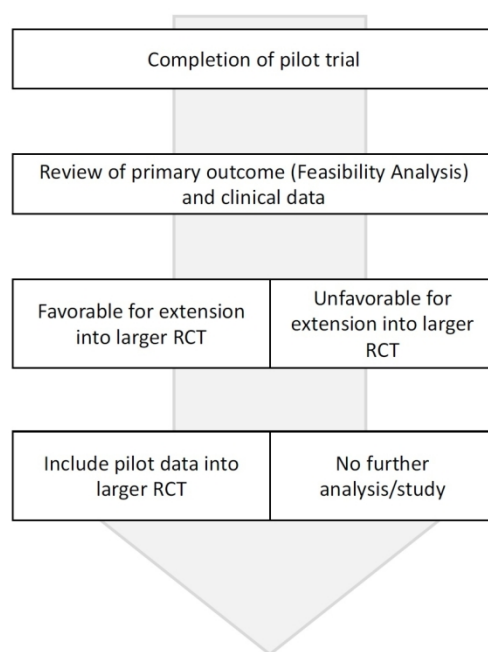 Completion of pilot trial
Review of primary outcome (Feasibility Analysis)
and clinical data
Favorable for extension
into larger RCT
Unfavorable for
extension into larger
RCT
Include pilot data into
larger RCT
No further
analysis/study